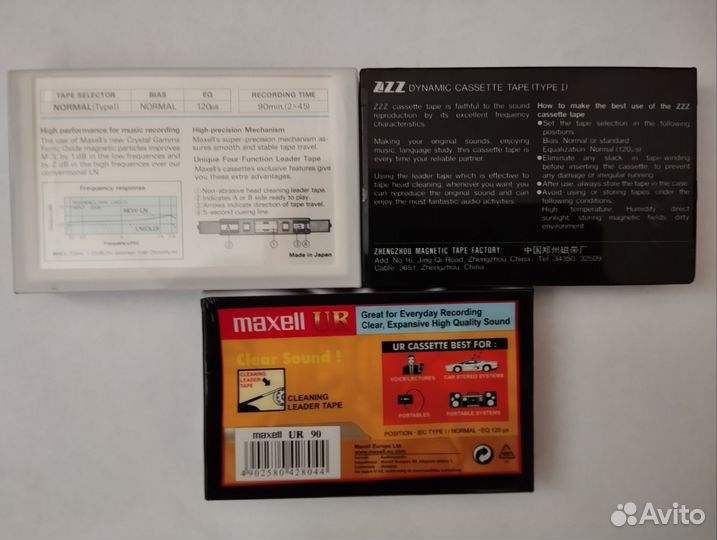 TAPE SELECTOR BIAS EQ RECORDING TIME
NORMAL (TypeI) NORMAL 120μs 90min. (2×45)
High performance for music recording
The use of Maxell's new Crystal Gamma
Ferric Oxide magnetic particles improves
MOL by 1 dB in the low frequencies and
by 2 dB in the high frequencies over our
conventional LN.
Frequency response
NEW-LN
LN(OLD)
Frequency(Hz)
High-precision Mechanism
Maxell's super-precision mechanism as-
sures smooth and stable tape travel.
Unique Four Function Leader Tape
Maxell's cassettes's exclusive features give
you these extra advantages.
1 Non-abrasive head cleaning leader tape.
2 Indicates A or B side ready to play.
3 Arrows indicate direction of tape travel.
4 5 second cueing line.
Made in Japan
ZZZ DYNAMIC CASSETTE TAPE (TYPE I)
ZZZ cassette tape is faithful to the sound
reproduction by its excellent frequency
characteristics
Making your original sounds, enjoying
music, language study, this cassette tape is
every time your reliable partner.
Using the leader tape which is effective to
tape head cleaning, whenever you want you
can reproduce the original sounds and can
enjoy the most fantastic audio activities.
ZHENGZHOU MAGNETIC TAPE FACTORY 中国郑州磁带厂
Add. No.16, Jing Qi Road Zhengzhou, China Tel 34350, 32509
Cable 3651, Zhengzhou, China
How to make the best use of the ZZZ
cassette tape
●Set the tape selection in the following
positions
Bias Normal or standard
Equalization Normal (120μs)
●Eliminate any slack in tape-winding
before inserting the cassette, to prevent
any damage or irregular running
●After use, always store the tape in the case
●Avoid using or storing tapes under the
following conditions.
High temperature, Humidity direct
sunlight, storing magnetic fields, dirty
environment
maxell UR
Great for Everyday Recording
Clear, Expansive High Quality Sound
Clear Sound !
CLEANING
LEADER
TAPE
CLEANING
LEADER TAPE
UR CASSETTE BEST FOR :
VOICE/LECTURES CAR STEREO SYSTEMS
PORTABLES PORTABLE SYSTEMS
POSITION - IEC TYPE I / NORMAL - EQ 120 μs
maxell UR 90
4 902580 428044
Maxell Europe Ltd.
www.maxell.eu.com
Avito